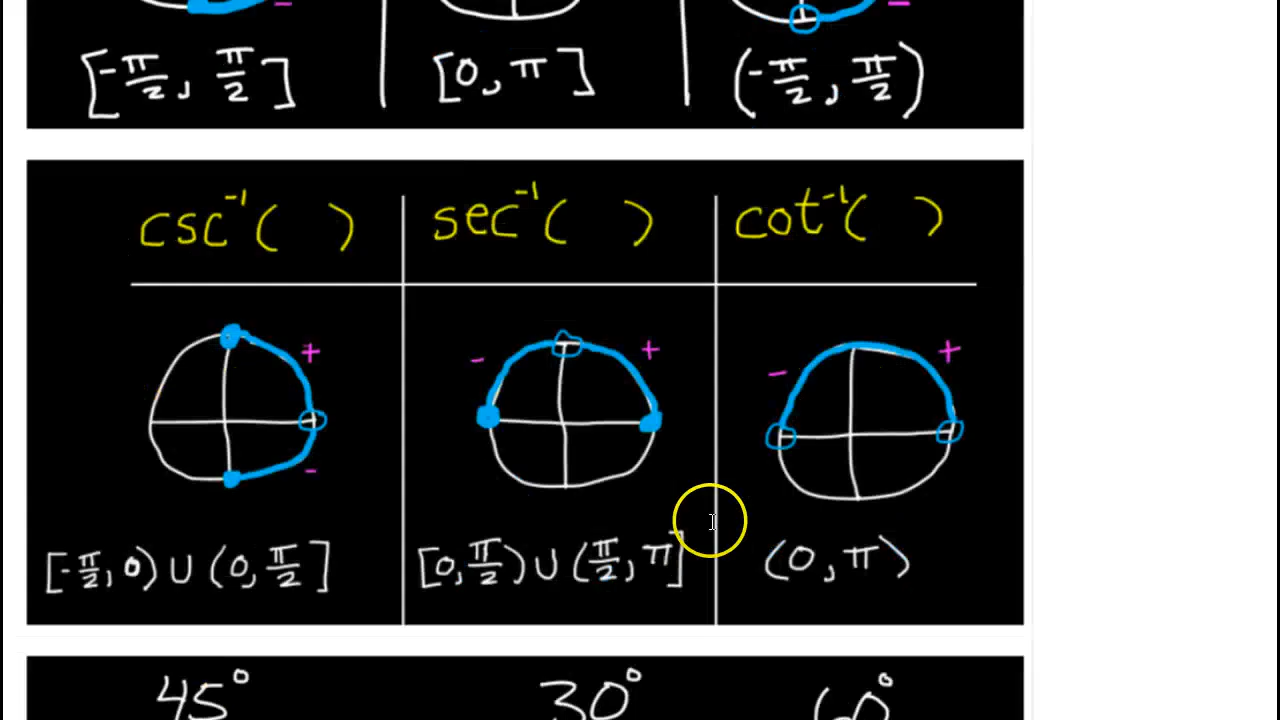 [-π/2, π/2] [0, π] (-π/2, π/2)
csc⁻¹( ) sec⁻¹( ) cot⁻¹( )
+ - + - +
-
[-π/2, 0) ∪ (0, π/2] [0, π/2) ∪ (π/2, π] (0, π)
45° 30° 60°